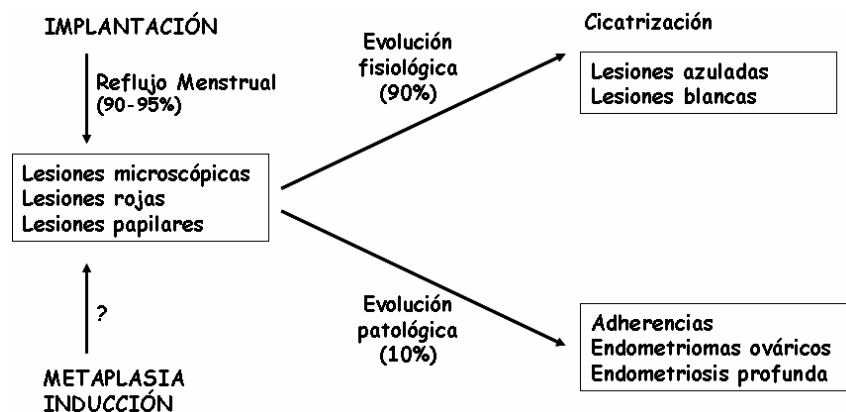 IMPLANTACIÓN
Reflujo Menstrual
(90-95%)
Lesiones microscópicas
Lesiones rojas
Lesiones papilares
?
METAPLASIA
INDUCCIÓN
Evolución
fisiológica
(90%)
Cicatrización
Lesiones azuladas
Lesiones blancas
Evolución
patológica
(10%)
Adherencias
Endometriomas ováricos
Endometriosis profunda